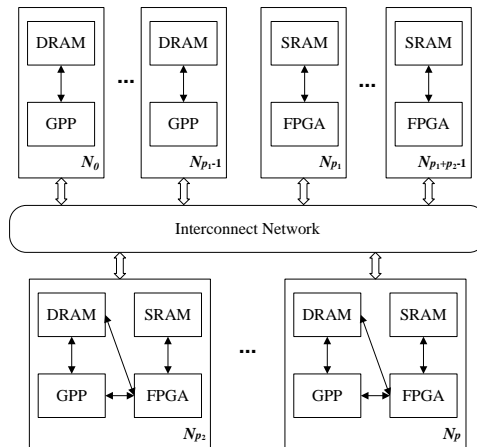 DRAM
GPP
N0
...
DRAM
GPP
Np1-1
SRAM
FPGA
Np1
...
SRAM
FPGA
Np1+p2-1
Interconnect Network
DRAM SRAM
GPP FPGA
Np2
...
DRAM SRAM
GPP FPGA
Np